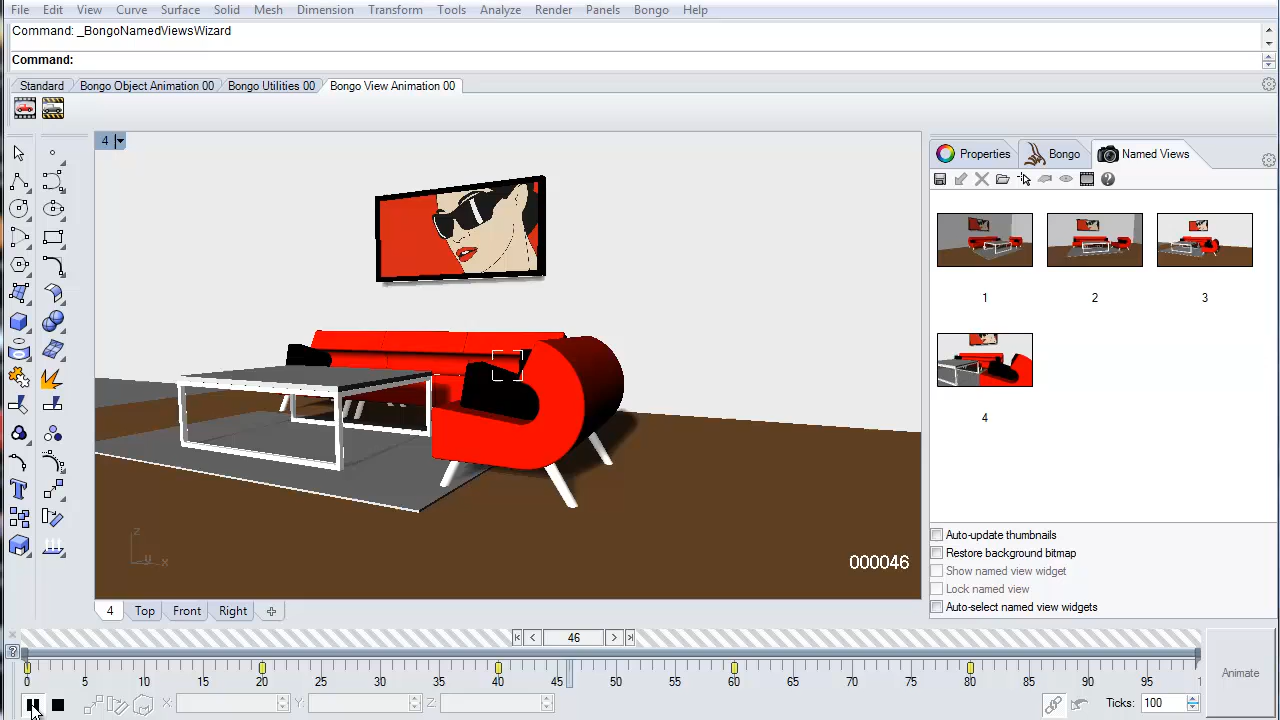 File Edit View Curve Surface Solid Mesh Dimension Transform Tools Analyze Render Panels Bongo Help
Command: _BongoNamedViewsWizard
Command:
Standard Bongo Object Animation 00 Bongo Utilities 00 Bongo View Animation 00
4
Properties Bongo Named Views
1 2 3
4
z
x
000046
Auto-update thumbnails
Restore background bitmap
Show named view widget
Lock named view
Auto-select named view widgets
4 Top Front Right
46
0 5 10 15 20 25 30 35 40 45 50 55 60 65 70 75 80 85 90 95 1
Animate
X: Y: Z: Ticks: 100